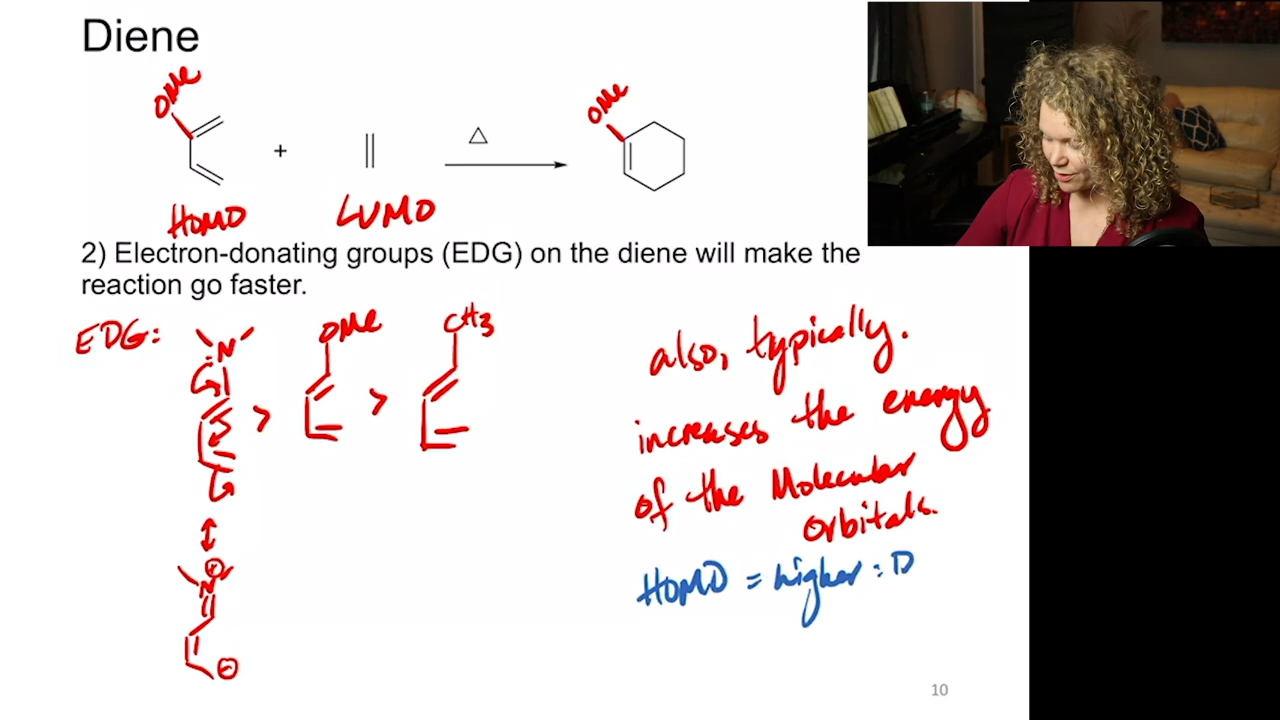 Diene
OMe
OMe
+
△
HOMO
LUMO
2) Electron-donating groups (EDG) on the diene will make the
reaction go faster.
EDG:
:N
>
OMe
>
CH3
also, typically.
increases the energy
of the Molecular
orbitals.
HOMO = higher = D
⊕
N
⊖
10